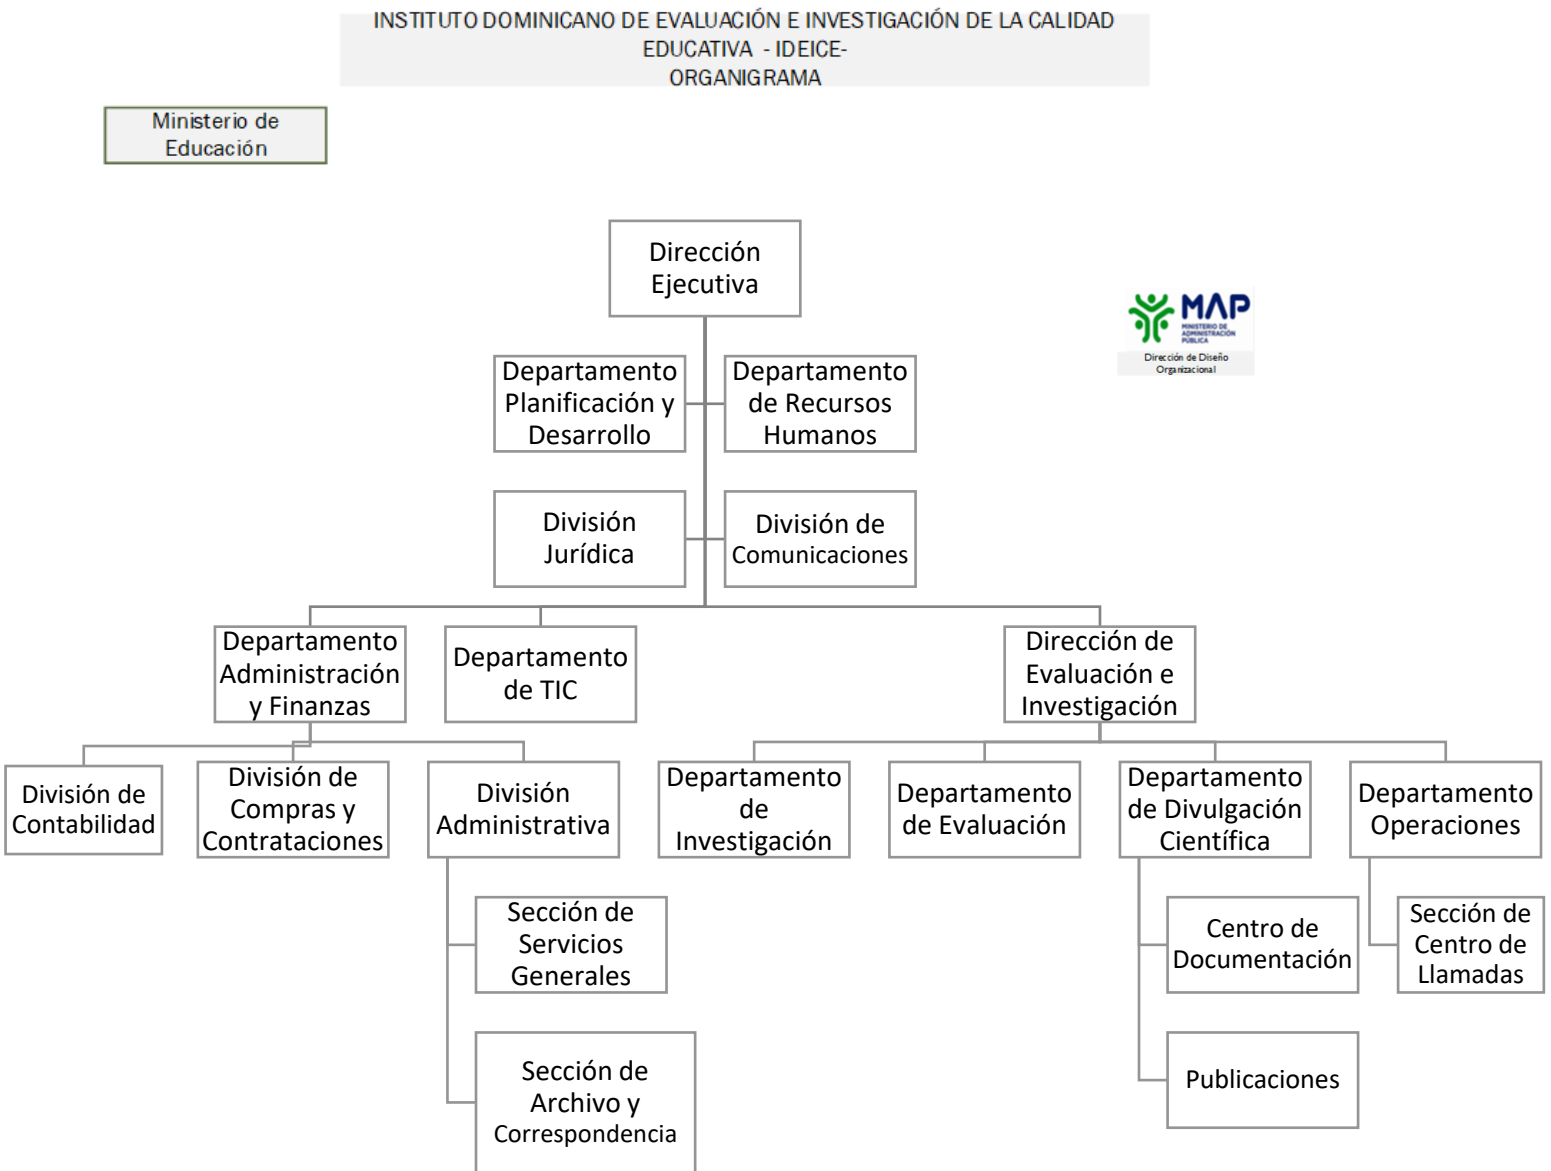 INSTITUTO DOMINICANO DE EVALUACIÓN E INVESTIGACIÓN DE LA CALIDAD
EDUCATIVA - IDEICE-
ORGANIGRAMA
Ministerio de
Educación
Dirección
Ejecutiva
MAP
MINISTERIO DE
ADMINISTRACIÓN
PÚBLICA
Dirección de Diseño
Organizacional
Departamento
Planificación y
Desarrollo
Departamento
de Recursos
Humanos
División
Jurídica
División de
Comunicaciones
Departamento
Administración
y Finanzas
Departamento
de TIC
Dirección de
Evaluación e
Investigación
División de
Contabilidad
División de
Compras y
Contrataciones
División
Administrativa
Departamento
de
Investigación
Departamento
de Evaluación
Departamento
de Divulgación
Científica
Departamento
Operaciones
Sección de
Servicios
Generales
Centro de
Documentación
Sección de
Centro de
Llamadas
Sección de
Archivo y
Correspondencia
Publicaciones